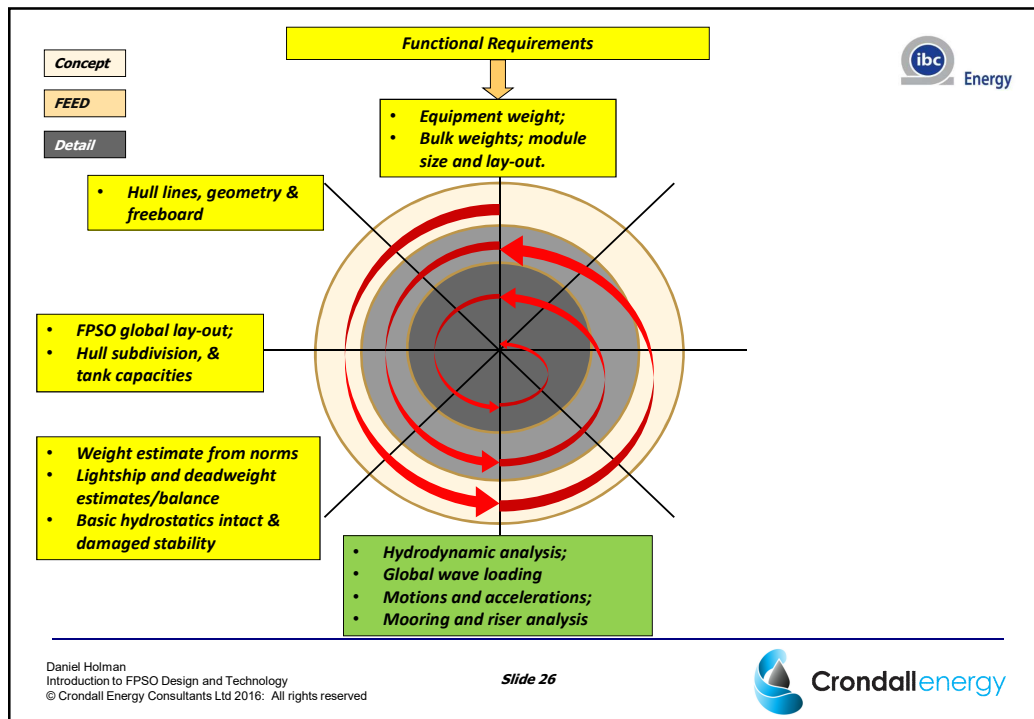 Functional Requirements
Concept
FEED
Detail
ibc
Energy
• Equipment weight;
• Bulk weights; module
size and lay-out.
• Hull lines, geometry &
freeboard
• FPSO global lay-out;
• Hull subdivision, &
tank capacities
• Weight estimate from norms
• Lightship and deadweight
estimates/balance
• Basic hydrostatics intact &
damaged stability
• Hydrodynamic analysis;
• Global wave loading
• Motions and accelerations;
• Mooring and riser analysis
Daniel Holman
Introduction to FPSO Design and Technology
© Crondall Energy Consultants Ltd 2016: All rights reserved
Slide 26
Crondallenergy